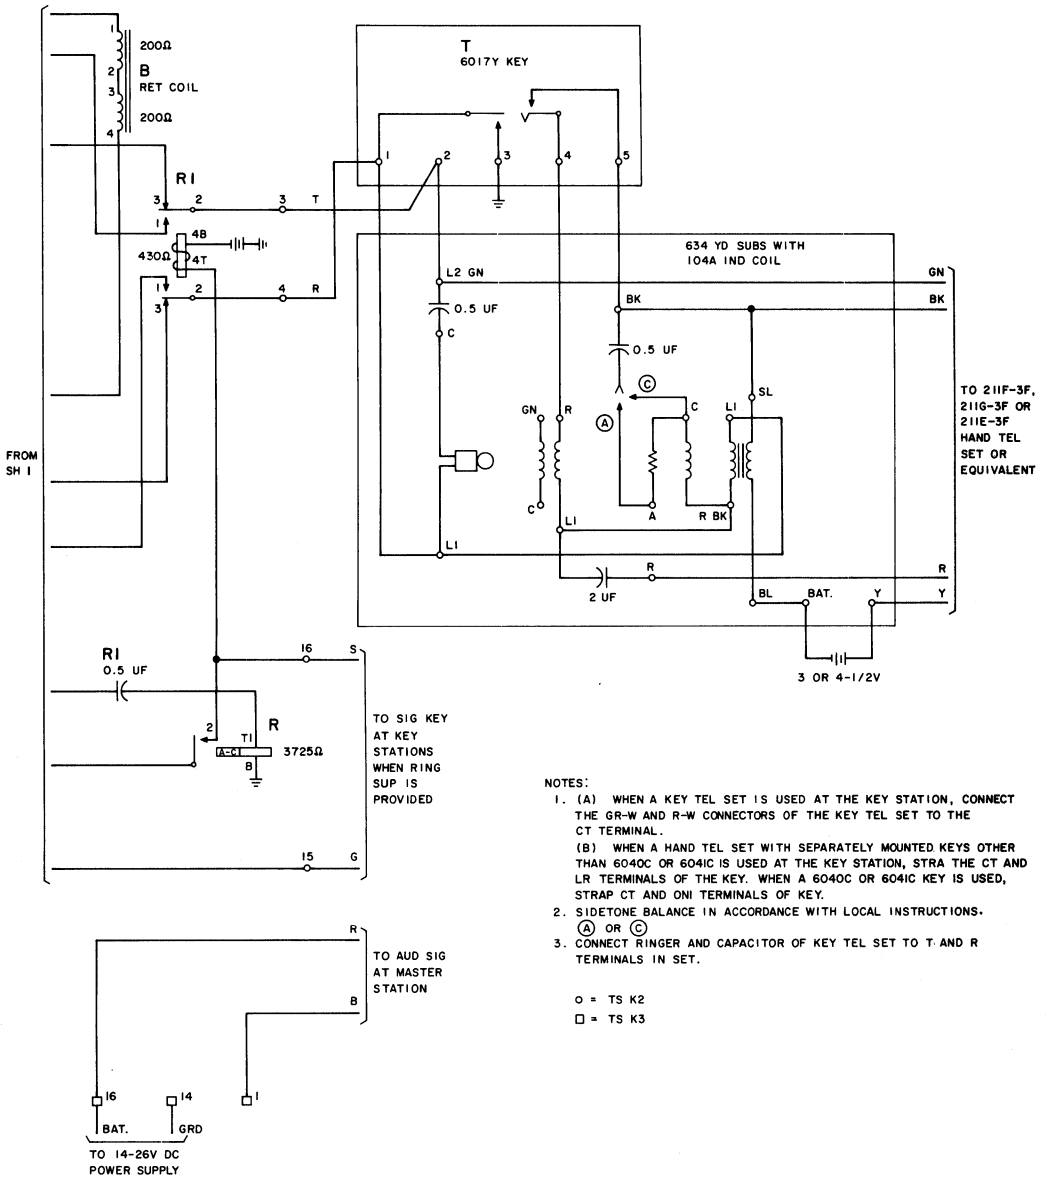 1
200Ω
2
B
3
RET COIL
200Ω
4
R1
3
2
3
T
1
4B
430Ω
4T
1
2
4
R
3
T
6017Y KEY
1
2
3
4
5
634 YD SUBS WITH
104A IND COIL
L2 GN
GN
BK
BK
0.5 UF
C
0.5 UF
C
SL
GN
R
C
L1
A
C
A
R BK
L1
L1
R
R
2 UF
BL
BAT.
Y
Y
3 OR 4-1/2V
TO 211F-3F,
211G-3F OR
211E-3F
HAND TEL
SET OR
EQUIVALENT
FROM
SH 1
R1
0.5 UF
16
S
2
T1
R
A-C
3725Ω
B
15
G
TO SIG KEY
AT KEY
STATIONS
WHEN RING
SUP IS
PROVIDED
R
TO AUD SIG
AT MASTER
STATION
B
16
14
1
BAT.
GRD
TO 14-26V DC
POWER SUPPLY
NOTES:
1. (A) WHEN A KEY TEL SET IS USED AT THE KEY STATION, CONNECT
THE GR-W AND R-W CONNECTORS OF THE KEY TEL SET TO THE
CT TERMINAL.
(B) WHEN A HAND TEL SET WITH SEPARATELY MOUNTED KEYS OTHER
THAN 6040C OR 6041C IS USED AT THE KEY STATION, STRA THE CT AND
LR TERMINALS OF THE KEY. WHEN A 6040C OR 6041C KEY IS USED,
STRAP CT AND ON1 TERMINALS OF KEY.
2. SIDETONE BALANCE IN ACCORDANCE WITH LOCAL INSTRUCTIONS.
A OR C
3. CONNECT RINGER AND CAPACITOR OF KEY TEL SET TO T AND R
TERMINALS IN SET.
O = TS K2
□ = TS K3